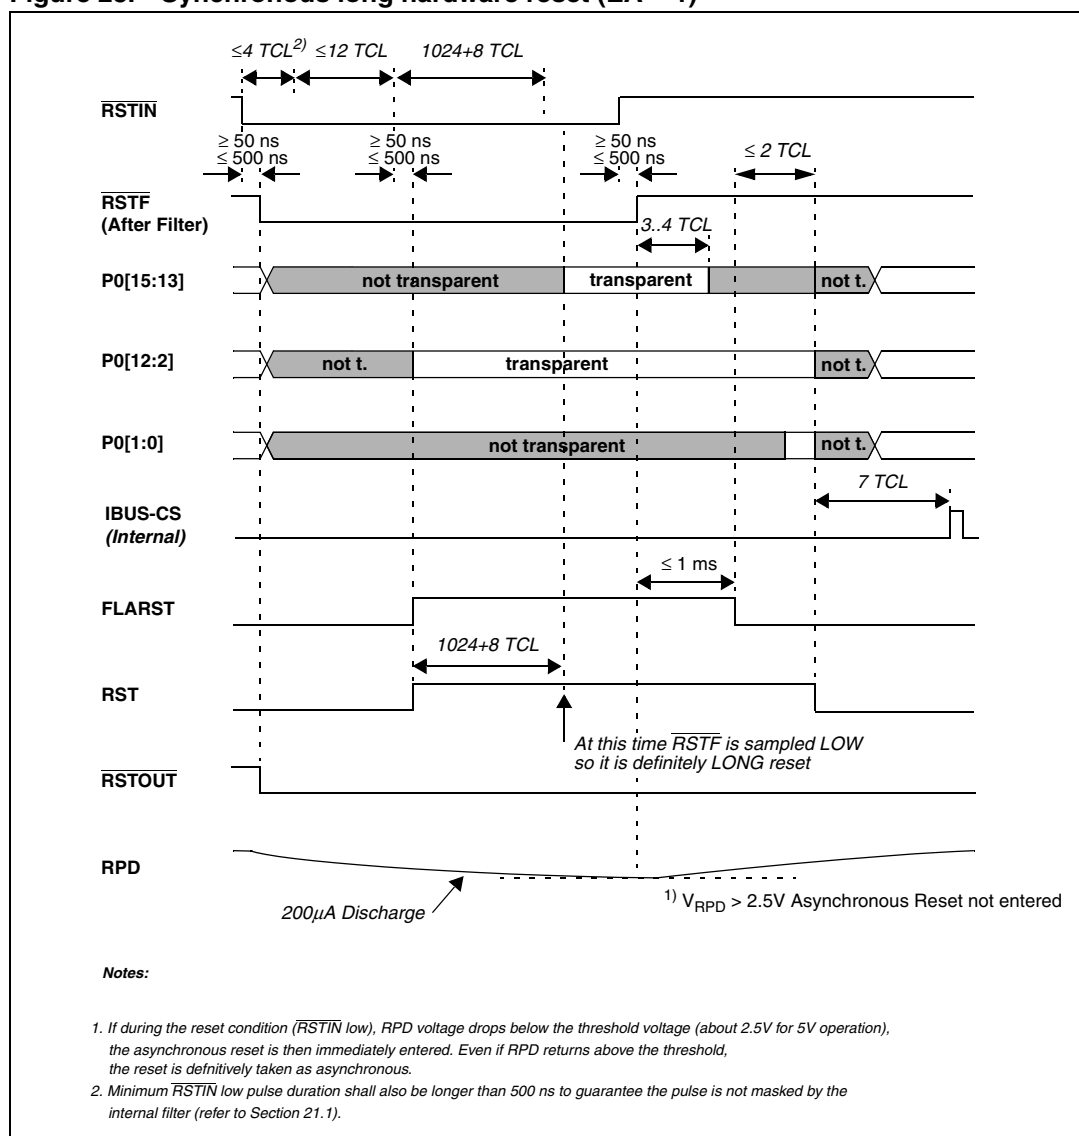 ≤4 TCL2) ≤12 TCL 1024+8 TCL
RSTIN
≥ 50 ns ≥ 50 ns ≥ 50 ns
≤ 500 ns ≤ 500 ns ≤ 500 ns
≤ 2 TCL
RSTF
(After Filter)
3..4 TCL
P0[15:13] not transparent transparent not t.
P0[12:2] not t. transparent not t.
P0[1:0] not transparent not t.
7 TCL
IBUS-CS
(Internal)
≤ 1 ms
FLARST
1024+8 TCL
RST
At this time RSTF is sampled LOW
so it is definitely LONG reset
RSTOUT
RPD
200μA Discharge
1) VRPD > 2.5V Asynchronous Reset not entered
Notes:
1. If during the reset condition (RSTIN low), RPD voltage drops below the threshold voltage (about 2.5V for 5V operation),
the asynchronous reset is then immediately entered. Even if RPD returns above the threshold,
the reset is defnitively taken as asynchronous.
2. Minimum RSTIN low pulse duration shall also be longer than 500 ns to guarantee the pulse is not masked by the
internal filter (refer to Section 21.1).